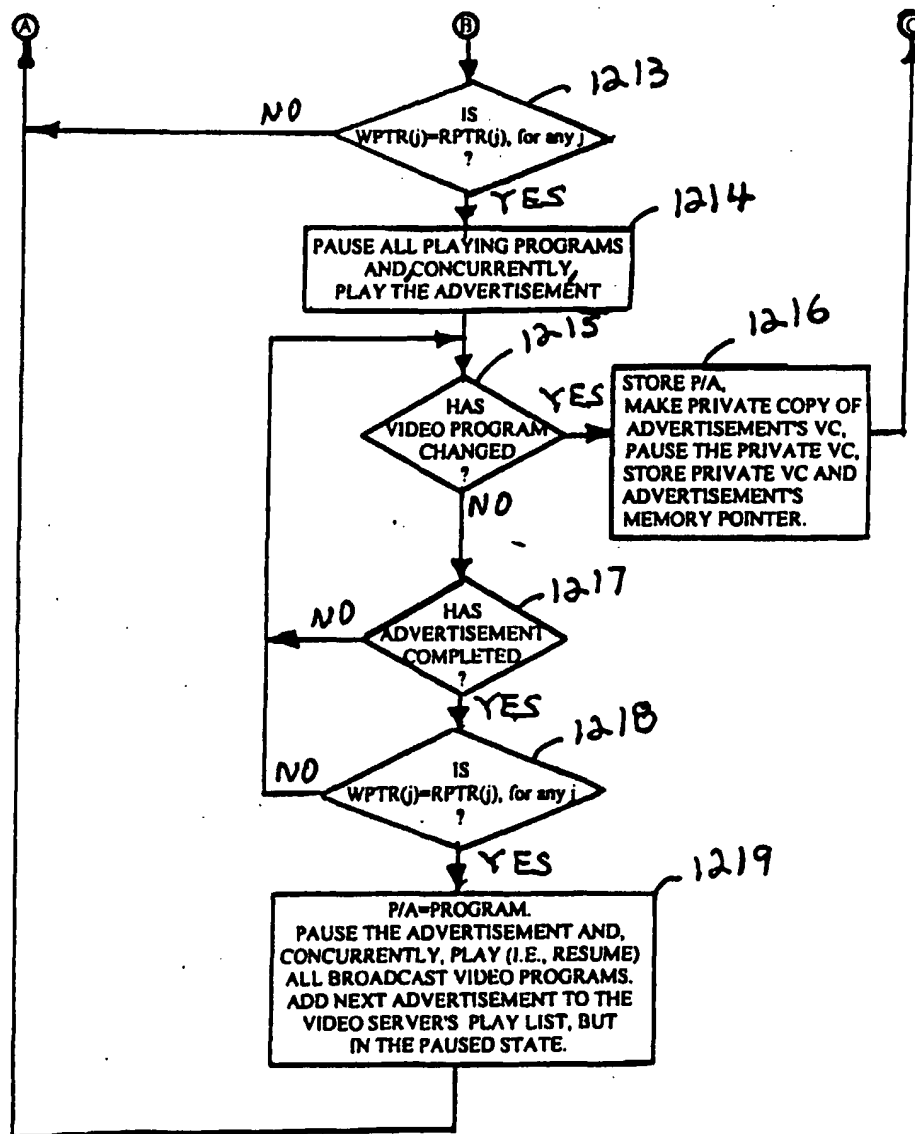 A B C
1213
NO
IS
WPTR(j)=RPTR(j), for any j
?
YES
1214
PAUSE ALL PLAYING PROGRAMS
AND, CONCURRENTLY,
PLAY THE ADVERTISEMENT
1215
HAS
VIDEO PROGRAM
CHANGED
?
YES
1216
STORE P/A,
MAKE PRIVATE COPY OF
ADVERTISEMENT'S VC,
PAUSE THE PRIVATE VC,
STORE PRIVATE VC AND
ADVERTISEMENT'S
MEMORY POINTER.
NO
1217
NO
HAS
ADVERTISEMENT
COMPLETED
?
YES
1218
NO
IS
WPTR(j)=RPTR(j), for any j
?
YES
1219
P/A=PROGRAM.
PAUSE THE ADVERTISEMENT AND,
CONCURRENTLY, PLAY (I.E., RESUME)
ALL BROADCAST VIDEO PROGRAMS.
ADD NEXT ADVERTISEMENT TO THE
VIDEO SERVER'S PLAY LIST, BUT
IN THE PAUSED STATE.